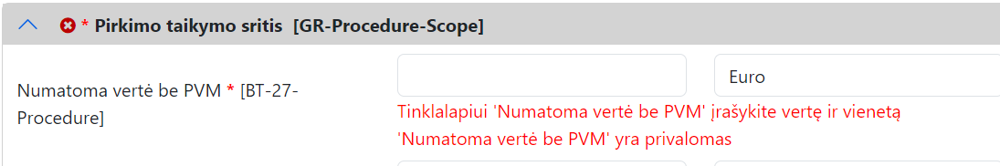 * Pirkimo taikymo sritis [GR-Procedure-Scope]
Numatoma vertė be PVM * [BT-27-
Procedure]
Euro
Tinklalapiui 'Numatoma vertė be PVM' įrašykite vertę ir vienetą
'Numatoma vertė be PVM' yra privalomas